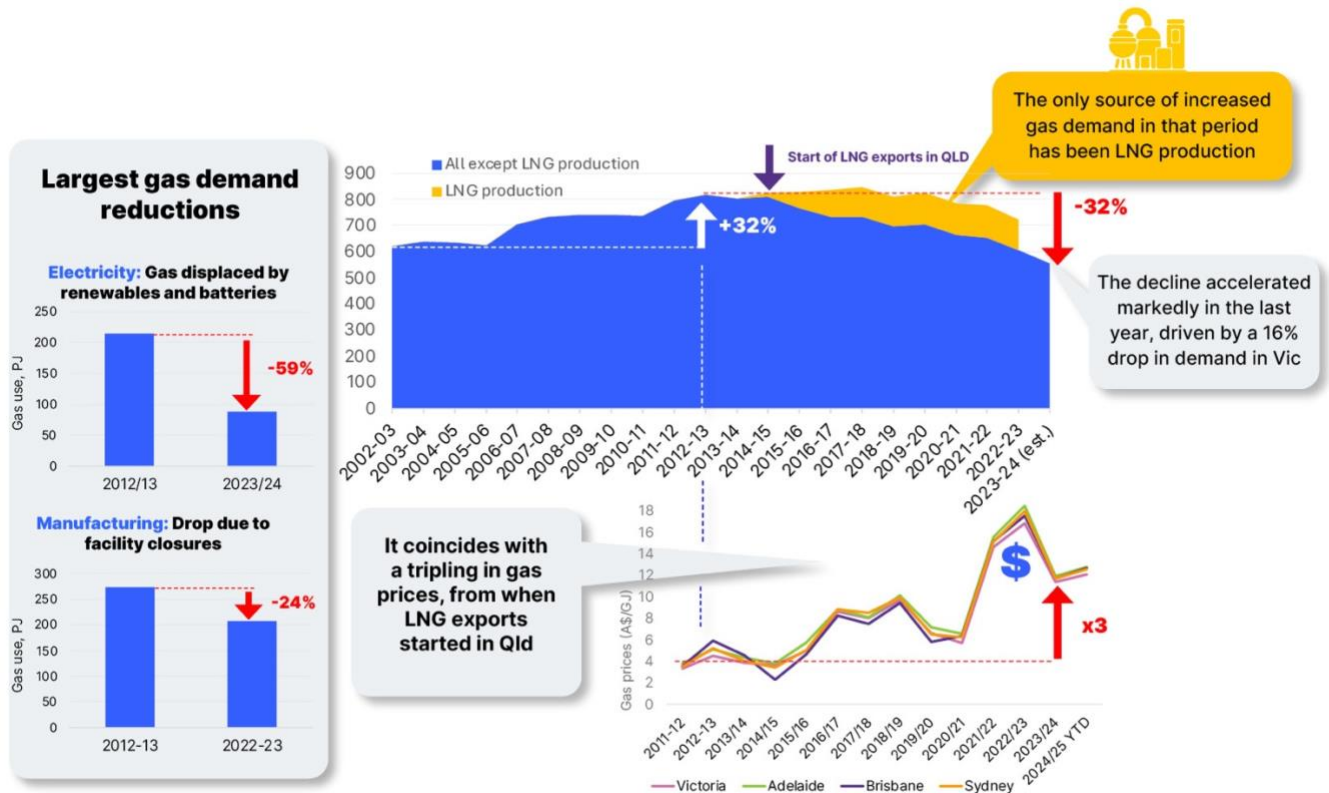 The only source of increased
gas demand in that period
has been LNG production
Largest gas demand
reductions
Electricity: Gas displaced by
renewables and batteries
Gas use, PJ
250
200
150
100
50
0
-59%
2012/13
2023/24
Manufacturing: Drop due to
facility closures
Gas use, PJ
300
250
200
150
100
50
0
-24%
2012-13
2022-23
All except LNG production
LNG production
Start of LNG exports in QLD
900
800
700
600
500
400
300
200
100
0
+32%
-32%
The decline accelerated
markedly in the last
year, driven by a 16%
drop in demand in Vic
2002-03
2003-04
2004-05
2005-06
2006-07
2007-08
2008-09
2009-10
2010-11
2011-12
2012-13
2013-14
2014-15
2015-16
2016-17
2017-18
2018-19
2019-20
2020-21
2021-22
2022-23
2023-24 (est.)
It coincides with
a tripling in gas
prices, from when
LNG exports
started in Qld
Gas prices (A$/GJ)
18
16
14
12
10
8
6
4
2
0
$
x3
2011-12
2012-13
2013/14
2014/15
2015/16
2016/17
2017/18
2018/19
2019/20
2020/21
2021/22
2022/23
2023/24
2024/25 YTD
Victoria
Adelaide
Brisbane
Sydney